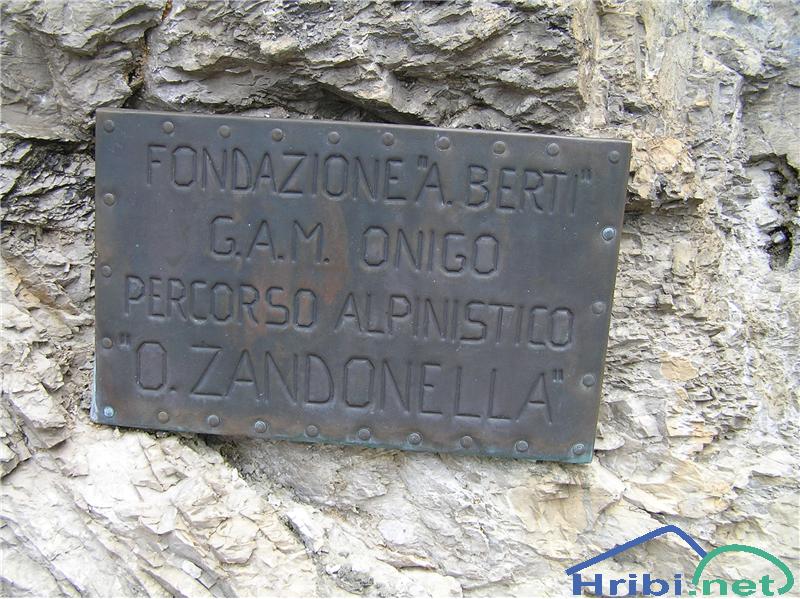 FONDAZIONE "A. BERTI"
G.A.M. ONIGO
PERCORSO ALPINISTICO
"O. ZANDONELLA"
Hribi.net